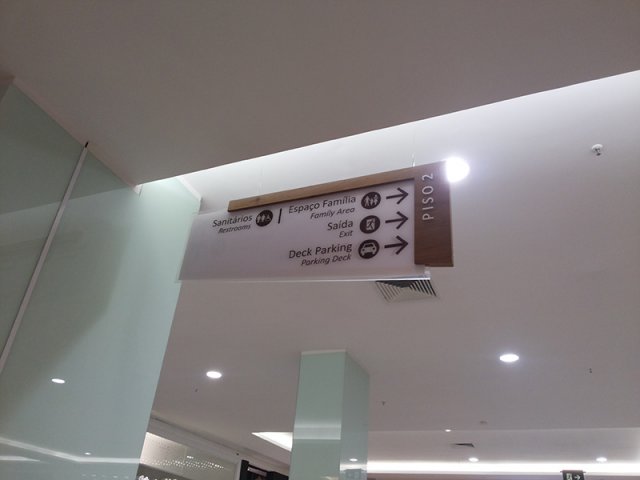 Sanitários | Espaço Família
Restrooms Family Area
Saída
Exit
Deck Parking
Parking Deck
PISO 2